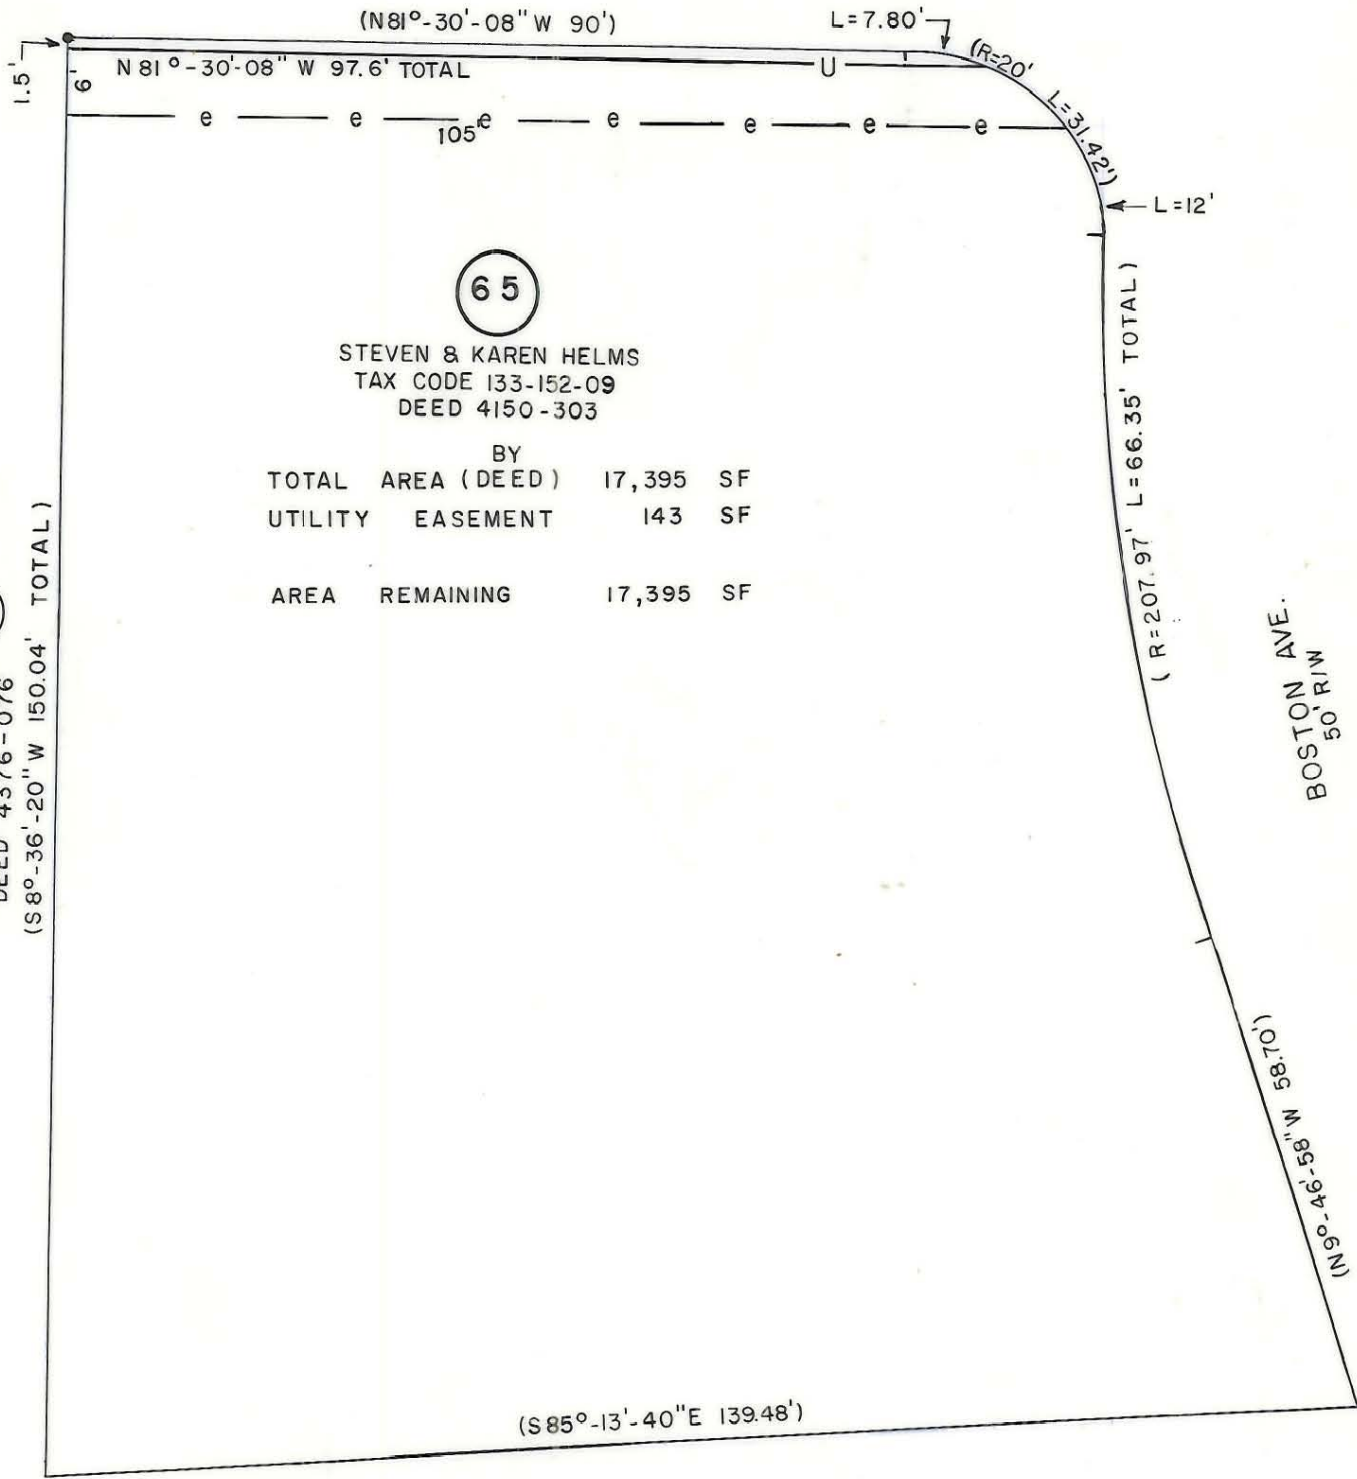 (N81°-30'-08" W 90')
L=7.80'
1.5'
6'
N 81°-30'-08" W 97.6' TOTAL
U
(R=20'
L=31.42')
e e e e e e e
105'
L=12'
65
STEVEN & KAREN HELMS
TAX CODE 133-152-09
DEED 4150-303
BY
TOTAL AREA (DEED) 17,395 SF
UTILITY EASEMENT 143 SF
AREA REMAINING 17,395 SF
DEED 4376-076
(S8°-36'-20" W 150.04' TOTAL)
(R=207.97' L=66.35' TOTAL)
BOSTON AVE.
50' R/W
(N9°-46'-58" W 58.70')
(S85°-13'-40"E 139.48')